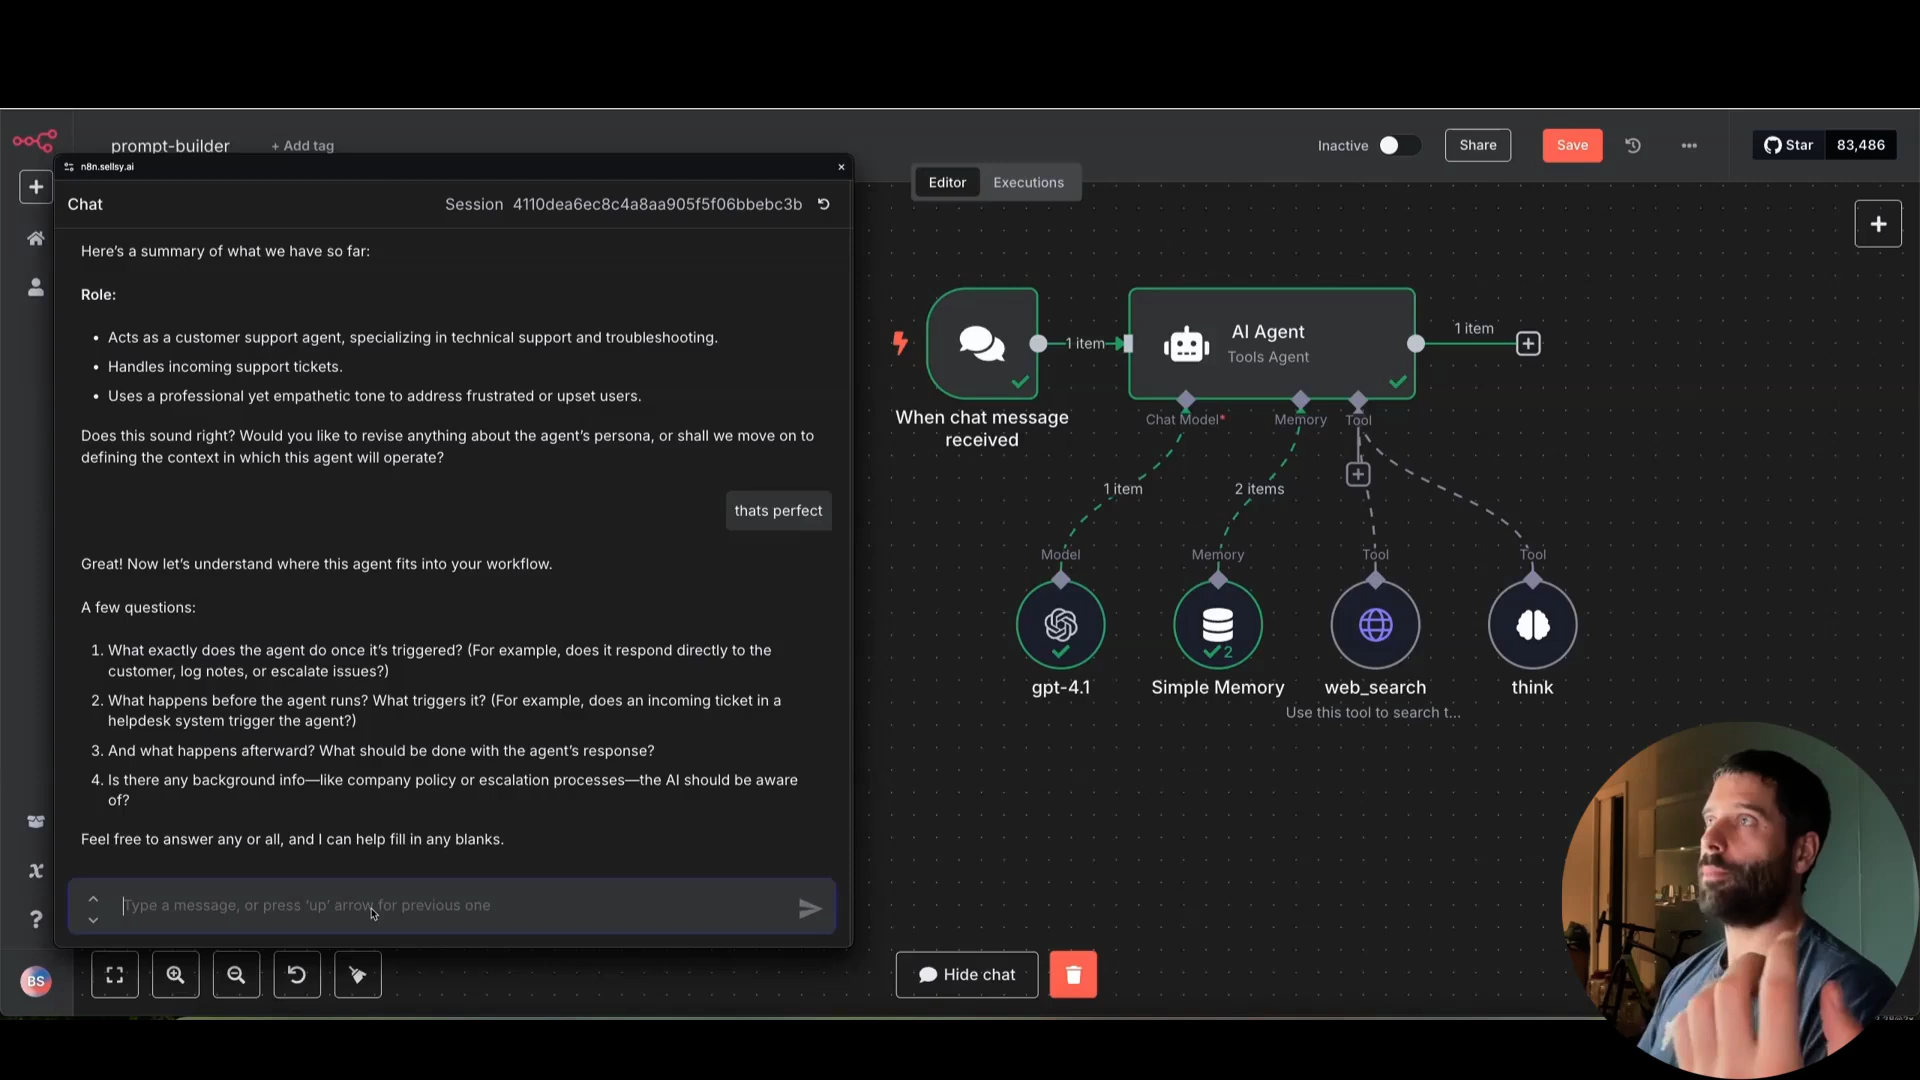 prompt-builder
+ Add tag
Inactive
Share
Save
Star
83,486
n8n.sellsy.ai
Editor
Executions
Chat
Session 4110dea6ec8c4a8aa905f5f06bbebc3b
Here's a summary of what we have so far:
Role:
• Acts as a customer support agent, specializing in technical support and troubleshooting.
• Handles incoming support tickets.
• Uses a professional yet empathetic tone to address frustrated or upset users.
Does this sound right? Would you like to revise anything about the agent's persona, or shall we move on to
defining the context in which this agent will operate?
thats perfect
Great! Now let's understand where this agent fits into your workflow.
A few questions:
1. What exactly does the agent do once it's triggered? (For example, does it respond directly to the
customer, log notes, or escalate issues?)
2. What happens before the agent runs? What triggers it? (For example, does an incoming ticket in a
helpdesk system trigger the agent?)
3. And what happens afterward? What should be done with the agent's response?
4. Is there any background info—like company policy or escalation processes—the AI should be aware
of?
Feel free to answer any or all, and I can help fill in any blanks.
Type a message, or press 'up' arrow for previous one
BS
1 item
AI Agent
Tools Agent
1 item
When chat message
received
Chat Model*
Memory
Tool
1 item
2 items
Model
Memory
Tool
Tool
2
gpt-4.1
Simple Memory
web_search
think
Use this tool to search t...
Hide chat